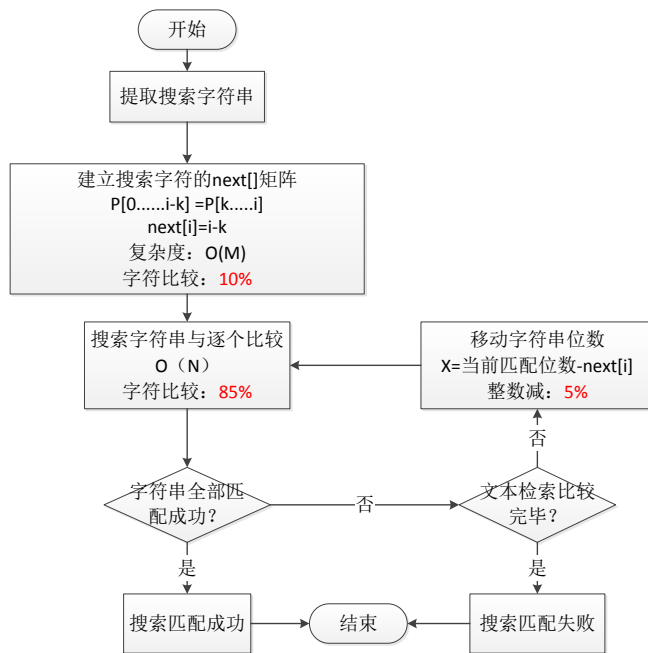 开始
提取搜索字符串
建立搜索字符的next[]矩阵
P[0......i-k] =P[k.....i]
next[i]=i-k
复杂度：O(M)
字符比较：10%
搜索字符串与逐个比较
O（N）
字符比较：85%
移动字符串位数
X=当前匹配位数-next[i]
整数减：5%
否
字符串全部匹
配成功？
否
文本检索比较
完毕？
是
是
搜索匹配成功
结束
搜索匹配失败